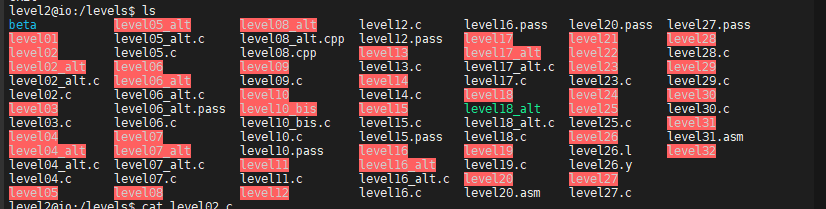 level2@io:/levels$ ls
beta level05_alt level08_alt level12.c level16.pass level20.pass level27.pass
level01 level05_alt.c level08_alt.cpp level12.pass level17 level21 level28
level02 level05.c level08.cpp level13 level17_alt level22 level28.c
level02_alt level06 level09 level13.c level17_alt.c level23 level29
level02_alt.c level06_alt level09.c level14 level17.c level23.c level29.c
level02.c level06_alt.c level10 level14.c level18 level24 level30
level03 level06_alt.pass level10_bis level15 level18_alt level25 level30.c
level03.c level06.c level10_bis.c level15.c level18_alt.c level25.c level31
level04 level07 level10.c level15.pass level18.c level26 level31.asm
level04_alt level07_alt level10.pass level16 level19 level26.l level32
level04_alt.c level07_alt.c level11 level16_alt level19.c level26.y
level04.c level07.c level11.c level16_alt.c level20 level27
level05 level08 level12 level16.c level20.asm level27.c
level2@io:/levels$ cat level02.c